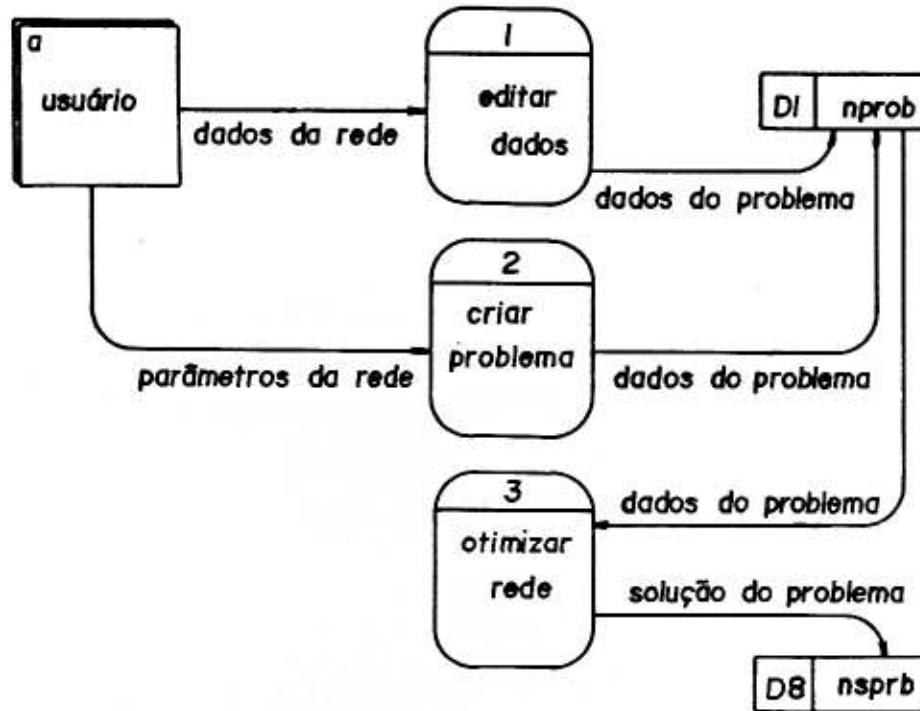 a
usuário
dados da rede
1
editar
dados
D1 nprob
dados do problema
2
criar
problema
parâmetros da rede
dados do problema
3
otimizar
rede
dados do problema
solução do problema
D8 nsprb